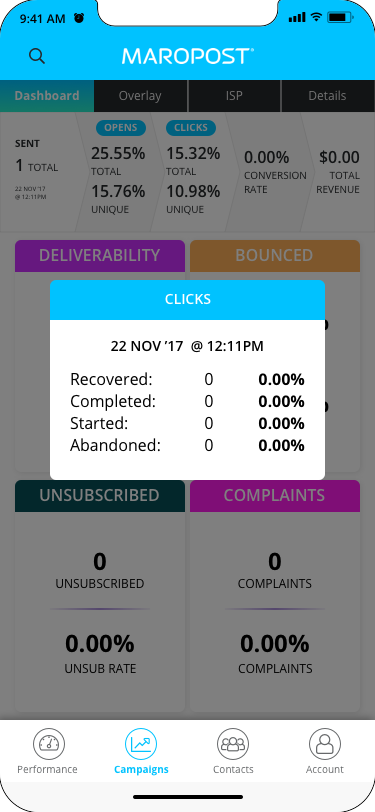 9:41 AM
MAROPOST
Dashboard Overlay ISP Details
OPENS CLICKS
SENT
1 TOTAL
22 NOV '17
@ 12:11PM
25.55%
TOTAL
15.76%
UNIQUE
15.32%
TOTAL
10.98%
UNIQUE
0.00%
CONVERSION
RATE
$0.00
TOTAL
REVENUE
DELIVERABILITY BOUNCED
CLICKS
22 NOV ’17 @ 12:11PM
Recovered: 0 0.00%
Completed: 0 0.00%
Started: 0 0.00%
Abandoned: 0 0.00%
UNSUBSCRIBED COMPLAINTS
0 0
UNSUBSCRIBED COMPLAINTS
0.00% 0.00%
UNSUB RATE COMPLAINTS
Performance Campaigns Contacts Account